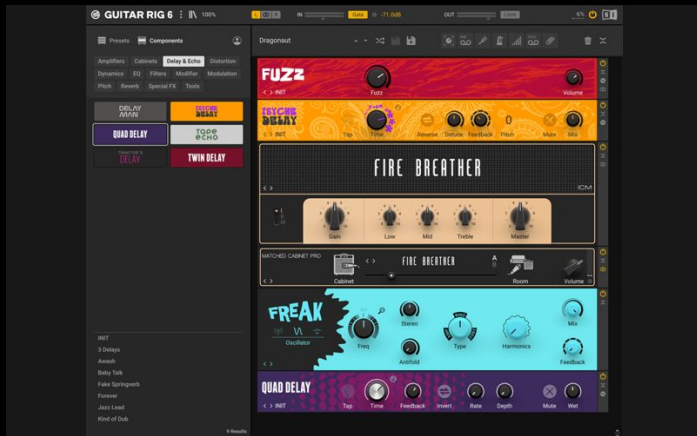 GUITAR RIG 6
100%
L
R
IN
Gate
-71.0dB
OUT
Limit
6%
Presets
Components
Amplifiers
Cabinets
Delay & Echo
Distortion
Dynamics
EQ
Filters
Modifier
Modulation
Pitch
Reverb
Special FX
Tools
DELAY MAN
PSYCHE DELAY
QUAD DELAY
TAPE ECHO
DELAY
TWIN DELAY
INIT
3 Delays
Awash
Baby Talk
Fake Springverb
Forever
Jazz Lead
Kind of Dub
9 Results
Dragonaut
FUZZ
INIT
Fuzz
Volume
PSYCHE DELAY
INIT
Tap
Time
Reverse
Detune
Feedback
0
Pitch
Mute
Mix
FIRE BREATHER
ICM
Gain
Low
Mid
Treble
Master
MATCHED CABINET PRO
Cabinet
FIRE BREATHER
A
Room
Volume
FREAK
Oscillator
Freq
Stereo
Antifold
Type
Harmonics
Mix
Feedback
QUAD DELAY
INIT
Tap
Time
Feedback
Invert
Rate
Depth
Mute
Wet